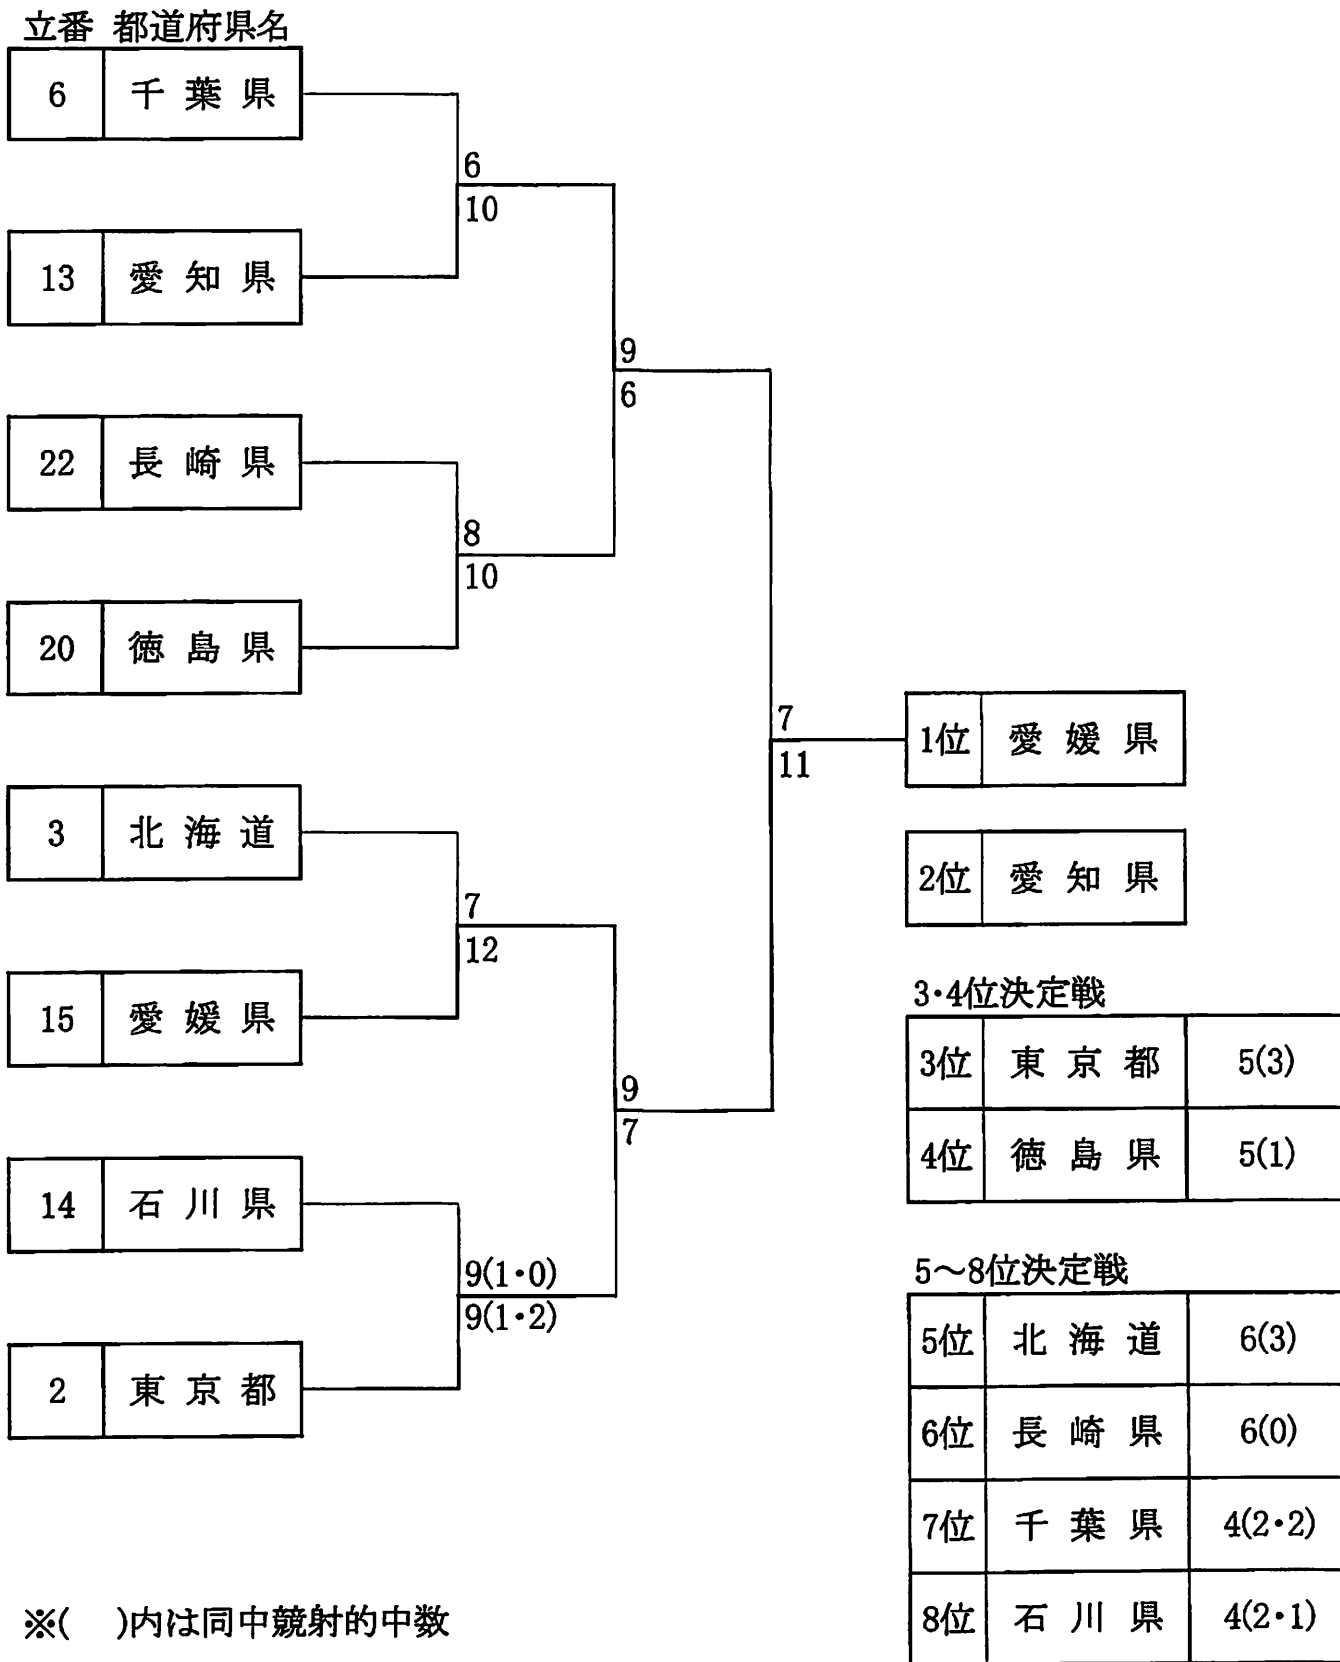 立番 都道府県名
6 千葉県
6
10
13 愛知県
9
6
22 長崎県
8
10
20 徳島県
7
11
1位 愛媛県
3 北海道
2位 愛知県
7
12
15 愛媛県
3・4位決定戦
3位 東京都 5(3)
9
7
4位 徳島県 5(1)
14 石川県
9(1・0)
9(1・2)
5～8位決定戦
5位 北海道 6(3)
2 東京都
6位 長崎県 6(0)
7位 千葉県 4(2・2)
8位 石川県 4(2・1)
※( )内は同中競射的中数